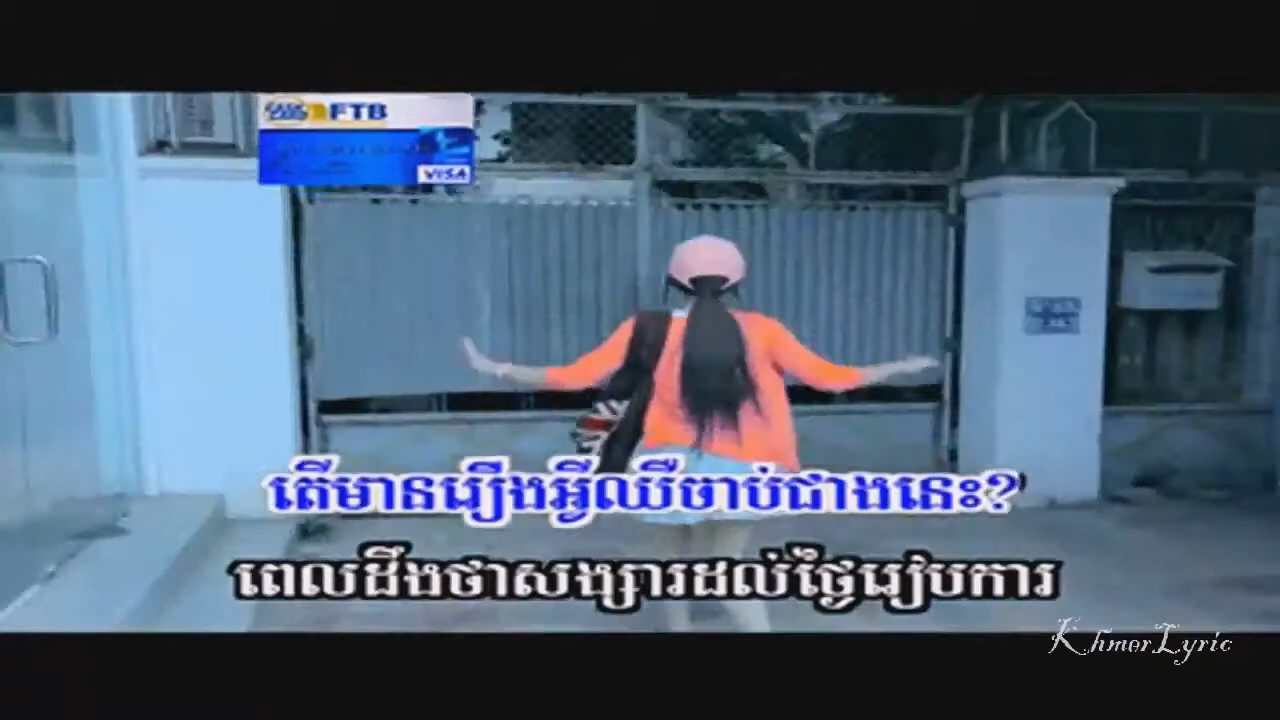 FTB
VISA
តើមានរឿងអ្វីឈឺចាប់ជាងនេះ?
ពេលដឹងថាសង្សារដល់ថ្ងៃរៀបការ
KhmerLyric